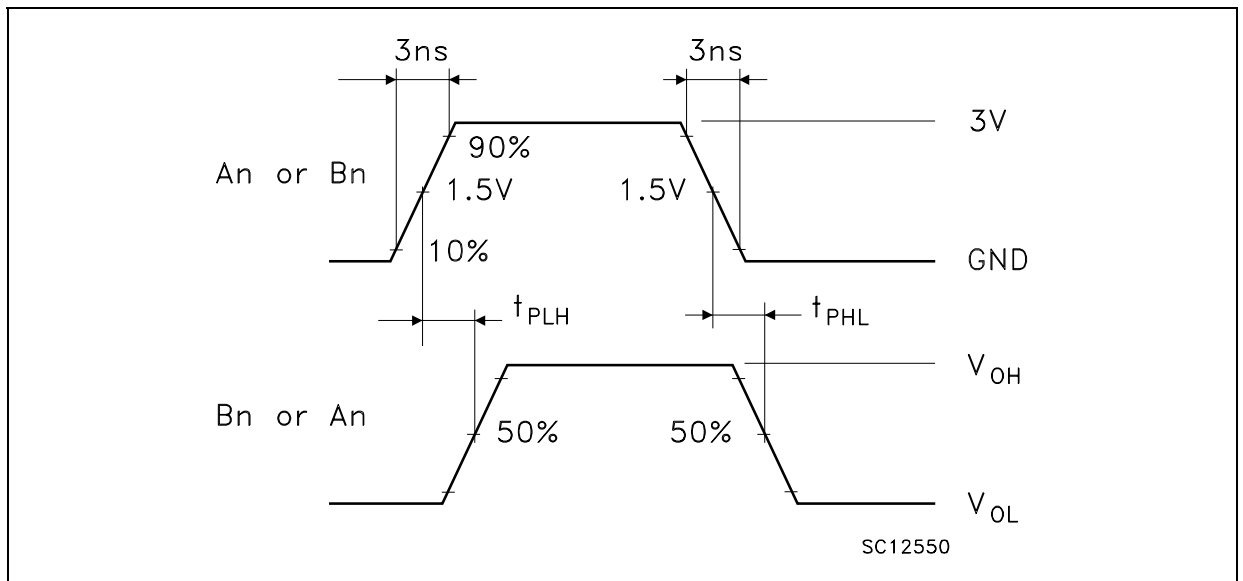 3ns 3ns
3V
90%
An or Bn
1.5V 1.5V
10%
GND
tPLH tPHL
VOH
Bn or An
50% 50%
VOL
SC12550